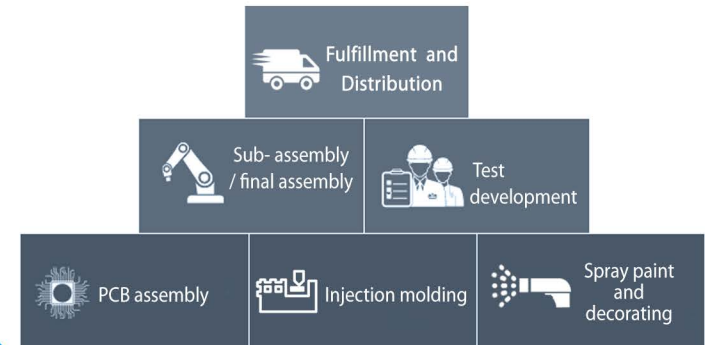 Fulfillment and
Distribution
Sub- assembly
/ final assembly
Test
development
PCB assembly
Injection molding
Spray paint
and
decorating